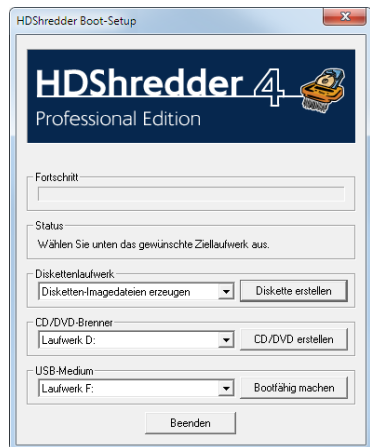 HDShredder Boot-Setup
HDShredder 4
Professional Edition
Fortschritt
Status
Wählen Sie unten das gewünschte Ziellaufwerk aus.
Diskettenlaufwerk
Disketten-Imagedateien erzeugen
Diskette erstellen
CD/DVD-Brenner
Laufwerk D:
CD/DVD erstellen
USB-Medium
Laufwerk F:
Bootfähig machen
Beenden